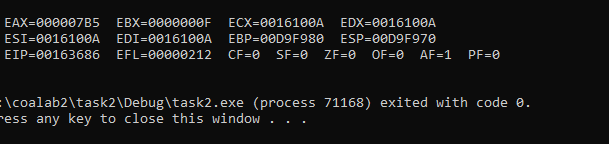 EAX=000007B5 EBX=0000000F ECX=0016100A EDX=0016100A
ESI=0016100A EDI=0016100A EBP=00D9F980 ESP=00D9F970
EIP=00163686 EFL=00000212 CF=0 SF=0 ZF=0 OF=0 AF=1 PF=0
:\coalab2\task2\Debug\task2.exe (process 71168) exited with code 0.
ress any key to close this window . . .